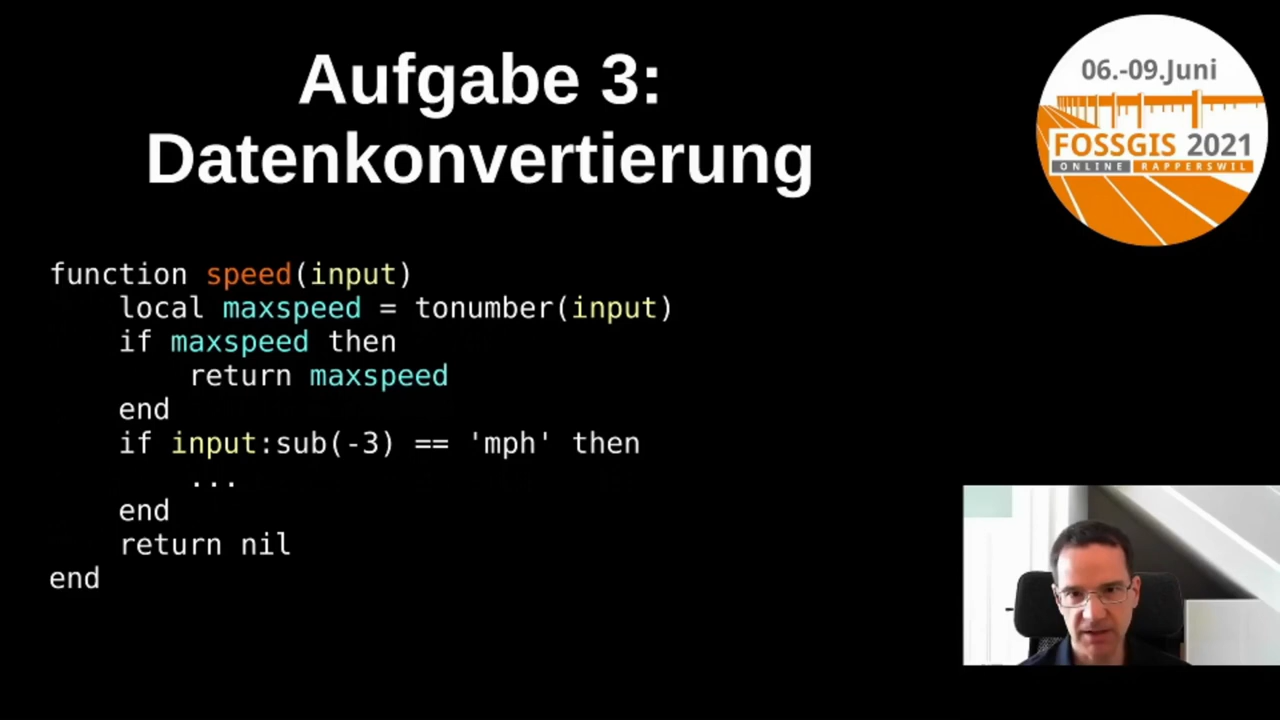 Aufgabe 3:
Datenkonvertierung
06.-09.Juni
FOSSGIS 2021
ONLINE RAPPERSWIL
function speed(input)
    local maxspeed = tonumber(input)
    if maxspeed then
        return maxspeed
    end
    if input:sub(-3) == 'mph' then
        ...
    end
    return nil
end